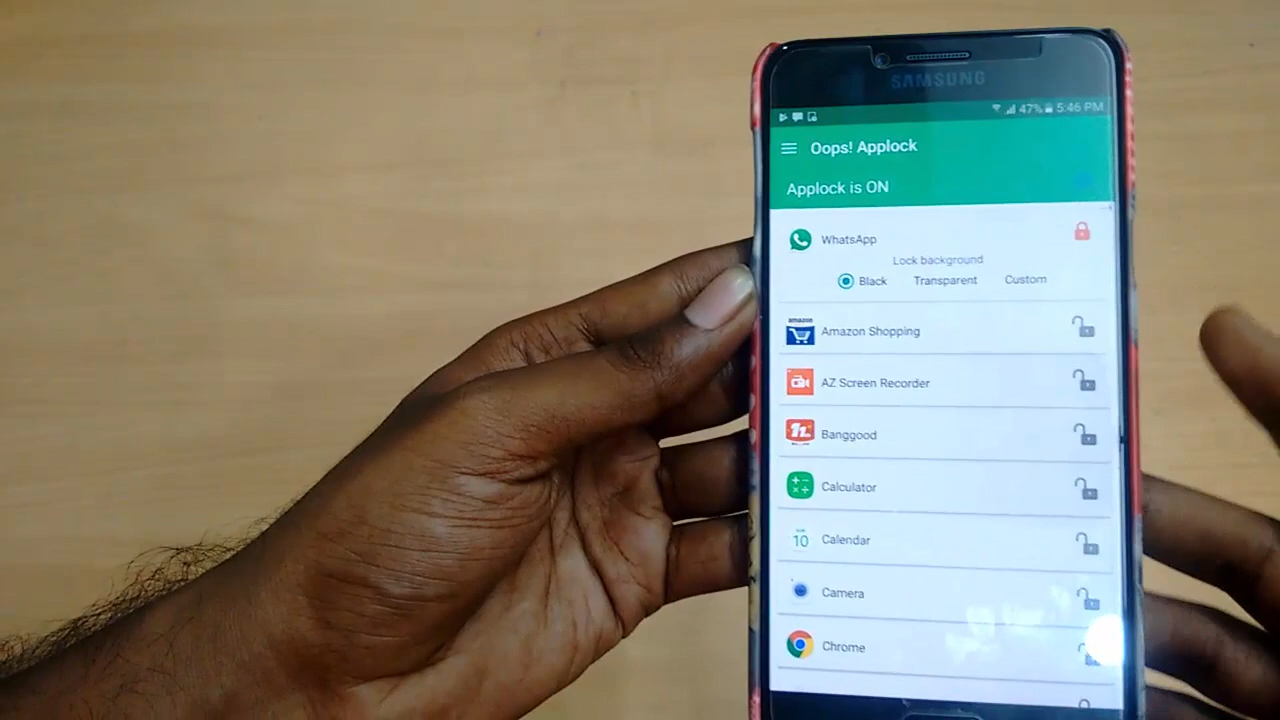 SAMSUNG
47% 5:46 PM
Oops! Applock
Applock is ON
WhatsApp
Lock background
Black Transparent Custom
amazon
Amazon Shopping
AZ Screen Recorder
Banggood
Calculator
10 Calendar
Camera
Chrome